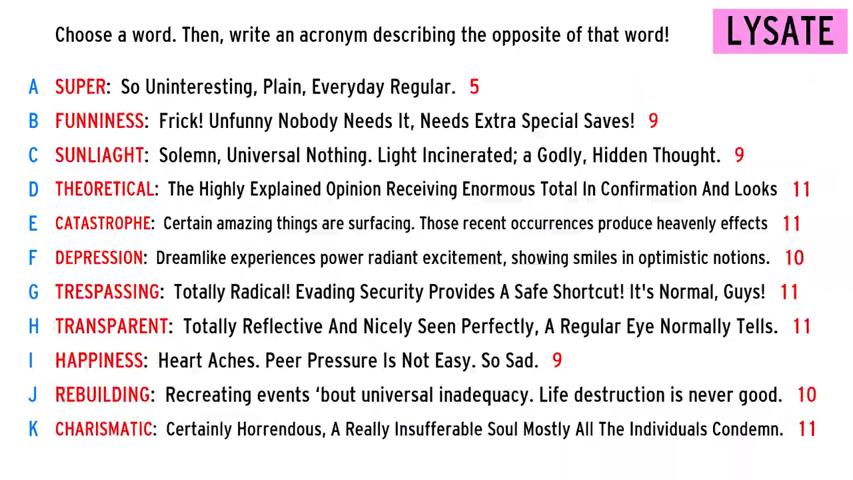 Choose a word. Then, write an acronym describing the opposite of that word!
LYSATE
A SUPER: So Uninteresting, Plain, Everyday Regular. 5
B FUNNINESS: Frick! Unfunny Nobody Needs It, Needs Extra Special Saves! 9
C SUNLIAGHT: Solemn, Universal Nothing. Light Incinerated; a Godly, Hidden Thought. 9
D THEORETICAL: The Highly Explained Opinion Receiving Enormous Total In Confirmation And Looks 11
E CATASTROPHE: Certain amazing things are surfacing. Those recent occurrences produce heavenly effects 11
F DEPRESSION: Dreamlike experiences power radiant excitement, showing smiles in optimistic notions. 10
G TRESPASSING: Totally Radical! Evading Security Provides A Safe Shortcut! It's Normal, Guys! 11
H TRANSPARENT: Totally Reflective And Nicely Seen Perfectly, A Regular Eye Normally Tells. 11
I HAPPINESS: Heart Aches. Peer Pressure Is Not Easy. So Sad. 9
J REBUILDING: Recreating events ‘bout universal inadequacy. Life destruction is never good. 10
K CHARISMATIC: Certainly Horrendous, A Really Insufferable Soul Mostly All The Individuals Condemn. 11